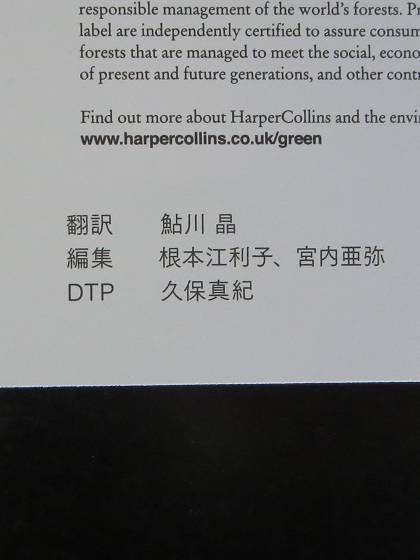 responsible management of the world's forests. Pr
label are independently certified to assure consum
forests that are managed to meet the social, econo
of present and future generations, and other contr
Find out more about HarperCollins and the envi
www.harpercollins.co.uk/green
翻訳 鮎川 晶
編集 根本江利子、宮内亜弥
DTP 久保真紀